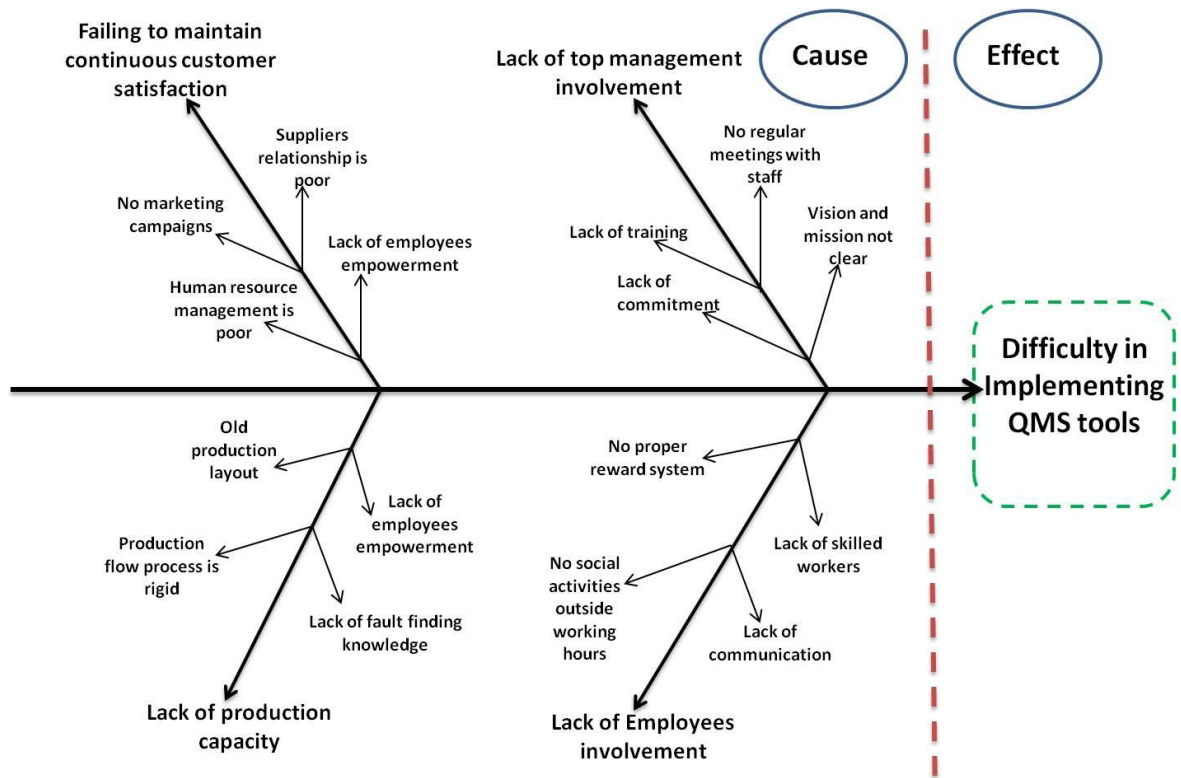 Failing to maintain
continuous customer
satisfaction
Suppliers
relationship is
poor
No marketing
campaigns
Lack of employees
empowerment
Human resource
management is
poor
Lack of top management
involvement
No regular
meetings with
staff
Lack of training
Vision and
mission not
clear
Lack of
commitment
Cause
Effect
Difficulty in
Implementing
QMS tools
Old
production
layout
Lack of
employees
empowerment
Production
flow process is
rigid
Lack of fault finding
knowledge
Lack of production
capacity
No proper
reward system
Lack of skilled
workers
No social
activities
outside
working
hours
Lack of
communication
Lack of Employees
involvement